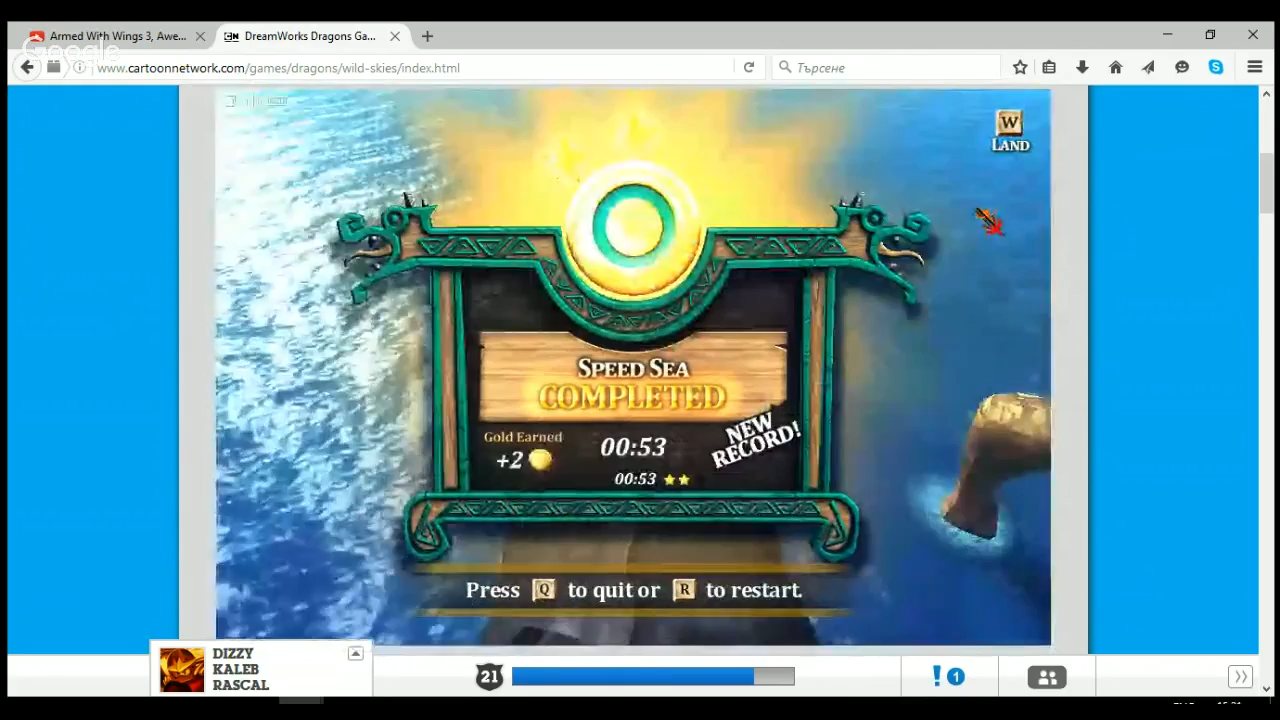 Armed With Wings 3, Awe...
CN DreamWorks Dragons Ga...
Google
www.cartoonnetwork.com/games/dragons/wild-skies/index.html
Търсене
W
LAND
SPEED SEA
COMPLETED
Gold Earned
+2
00:53
NEW RECORD!
00:53
Press Q to quit or R to restart.
DIZZY
KALEB
RASCAL
21
! 1